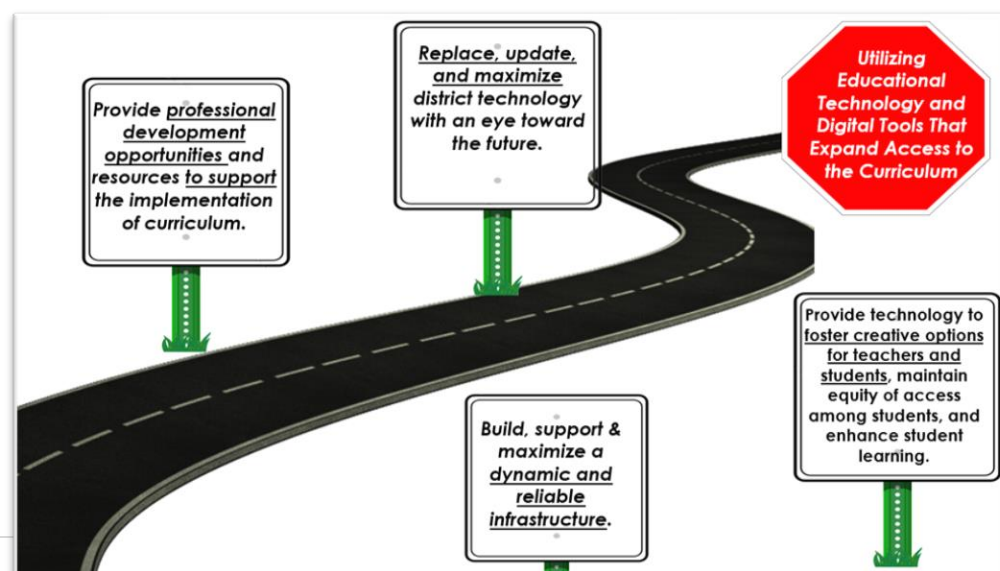 Provide professional
development
opportunities and
resources to support
the implementation
of curriculum.
Replace, update,
and maximize
district technology
with an eye toward
the future.
Utilizing
Educational
Technology and
Digital Tools That
Expand Access to
the Curriculum
Build, support &
maximize a
dynamic and
reliable
infrastructure.
Provide technology to
foster creative options
for teachers and
students, maintain
equity of access
among students, and
enhance student
learning.